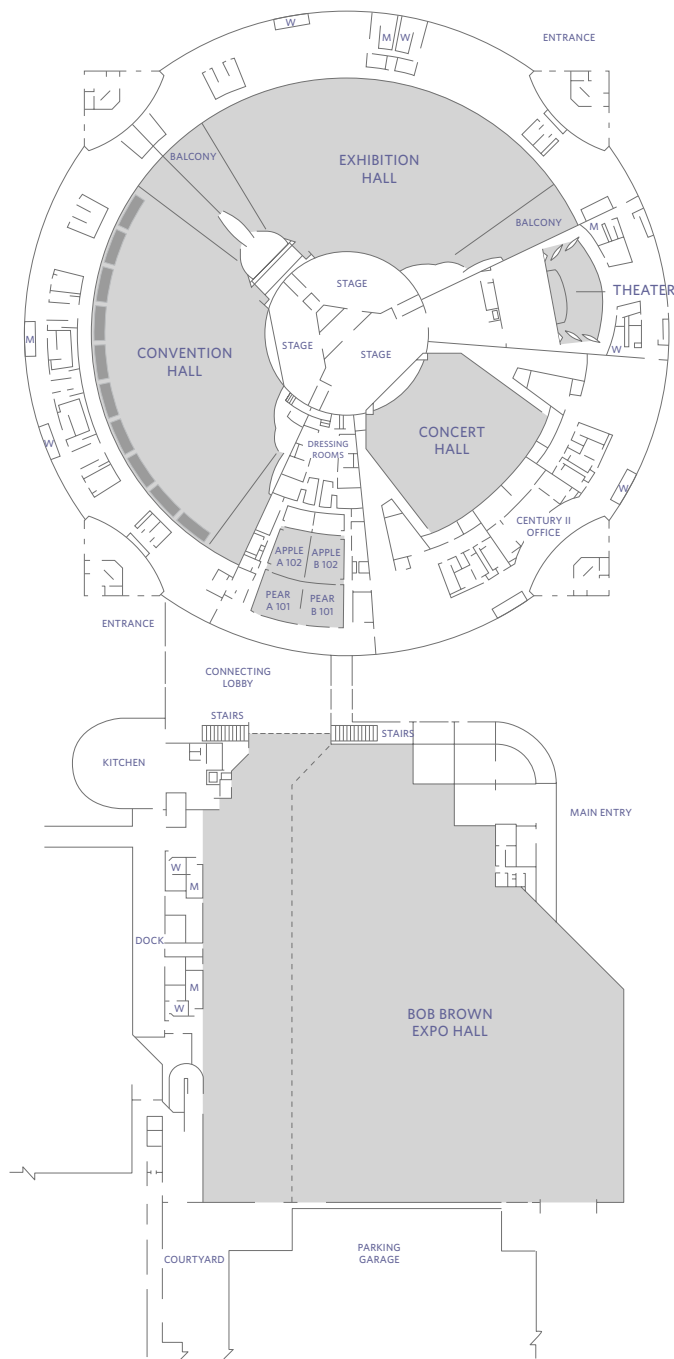 W
M W
ENTRANCE
BALCONY
EXHIBITION
HALL
BALCONY
M
STAGE
THEATER
M
CONVENTION
HALL
STAGE
STAGE
W
CONCERT
HALL
W
DRESSING
ROOMS
W
CENTURY II
OFFICE
APPLE
A 102
APPLE
B 102
PEAR
A 101
PEAR
B 101
ENTRANCE
CONNECTING
LOBBY
STAIRS
STAIRS
KITCHEN
MAIN ENTRY
W
M
DOCK
M
W
BOB BROWN
EXPO HALL
COURTYARD
PARKING
GARAGE